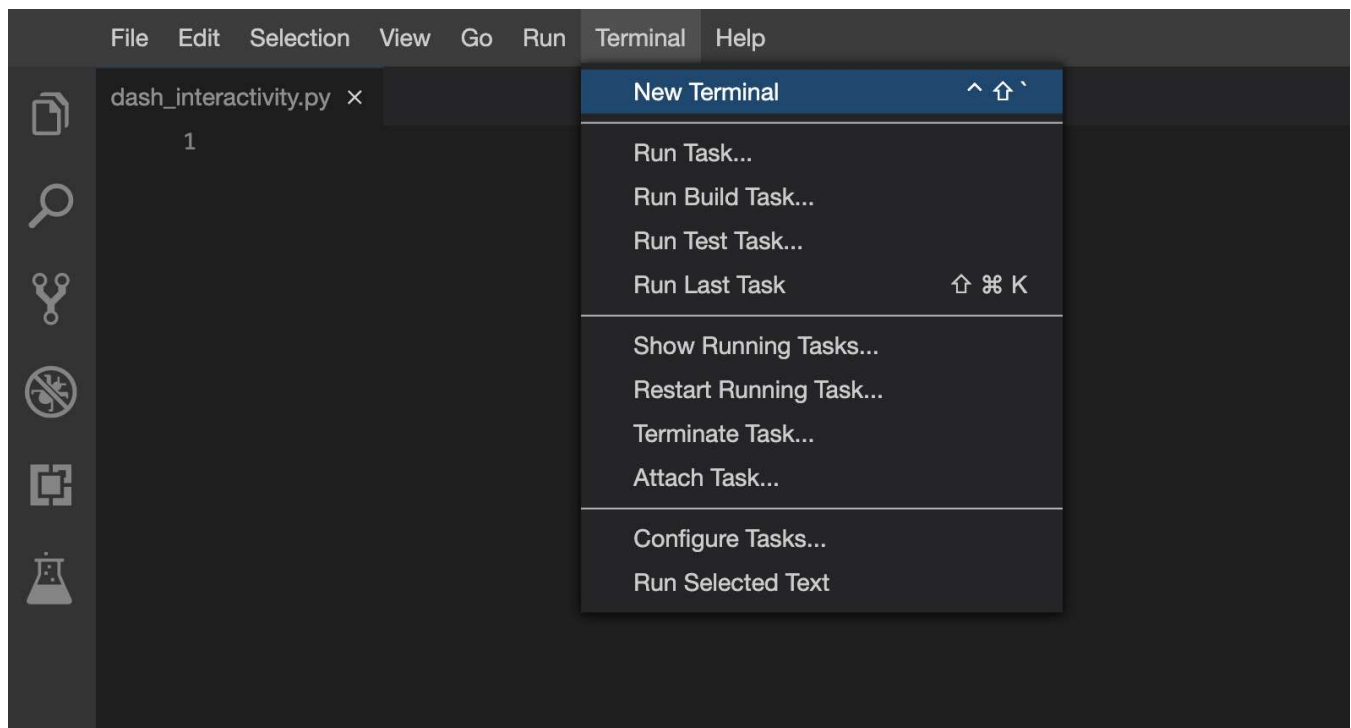 File Edit Selection View Go Run Terminal Help
dash_interactivity.py ×
1
New Terminal ^ ⇧ `
Run Task...
Run Build Task...
Run Test Task...
Run Last Task ⇧ ⌘ K
Show Running Tasks...
Restart Running Task...
Terminate Task...
Attach Task...
Configure Tasks...
Run Selected Text